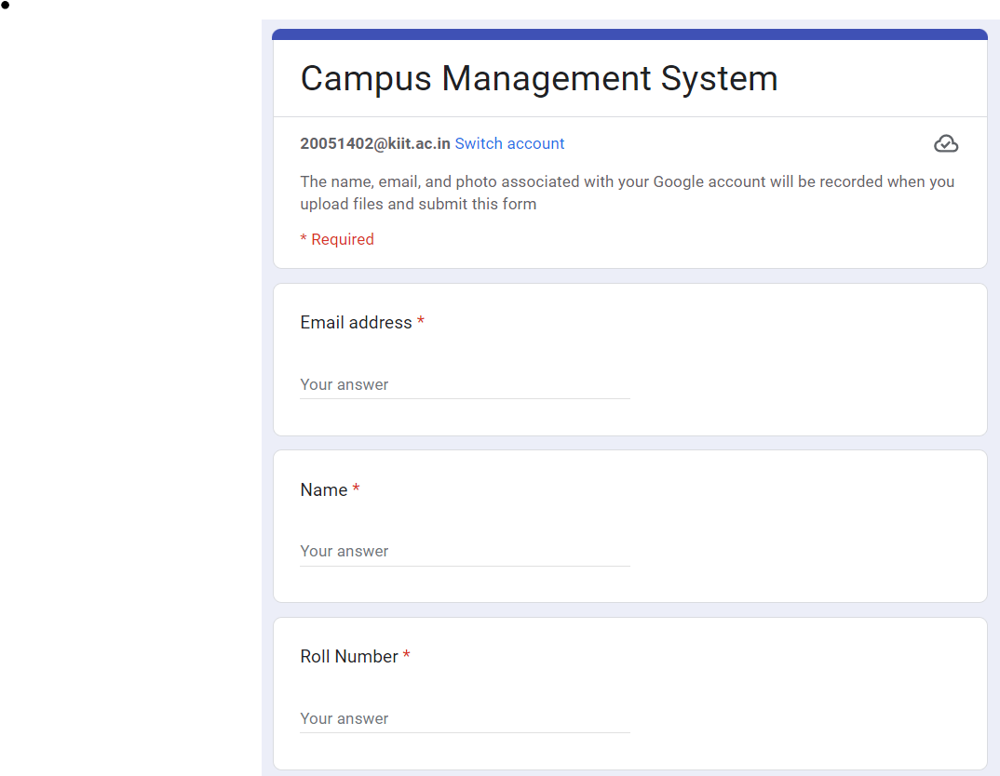 Campus Management System
20051402@kiit.ac.in Switch account
The name, email, and photo associated with your Google account will be recorded when you
upload files and submit this form
* Required
Email address *
Your answer
Name *
Your answer
Roll Number *
Your answer